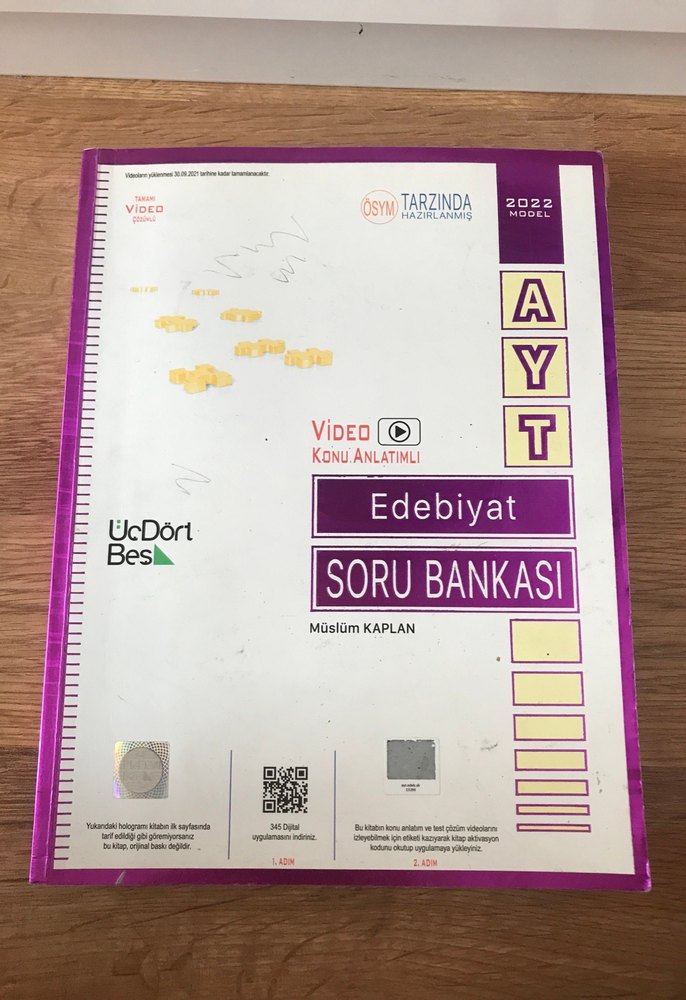 Videoların yüklenmesi 30.09.2021 tarihine kadar tamamlanacaktır.
TAMAMI
VİDEO
ÇÖZÜMLÜ
ÖSYM TARZINDA
HAZIRLANMIŞ
2022
MODEL
A
Y
T
VİDEO
KONU ANLATIMLI
Edebiyat
SORU BANKASI
ÜçDört
Beş
Müslüm KAPLAN
Yukarıdaki hologramı kitabın ilk sayfasında
tarif edildiği gibi göremiyorsanız
bu kitap, orijinal baskı değildir.
345 Dijital
uygulamasını indiriniz.
1. ADIM
Bu kitabın konu anlatım ve test çözüm videolarını
izleyebilmek için etiketi kazıyarak kitap aktivasyon
kodunu okutup uygulamaya yükleyiniz.
2. ADIM